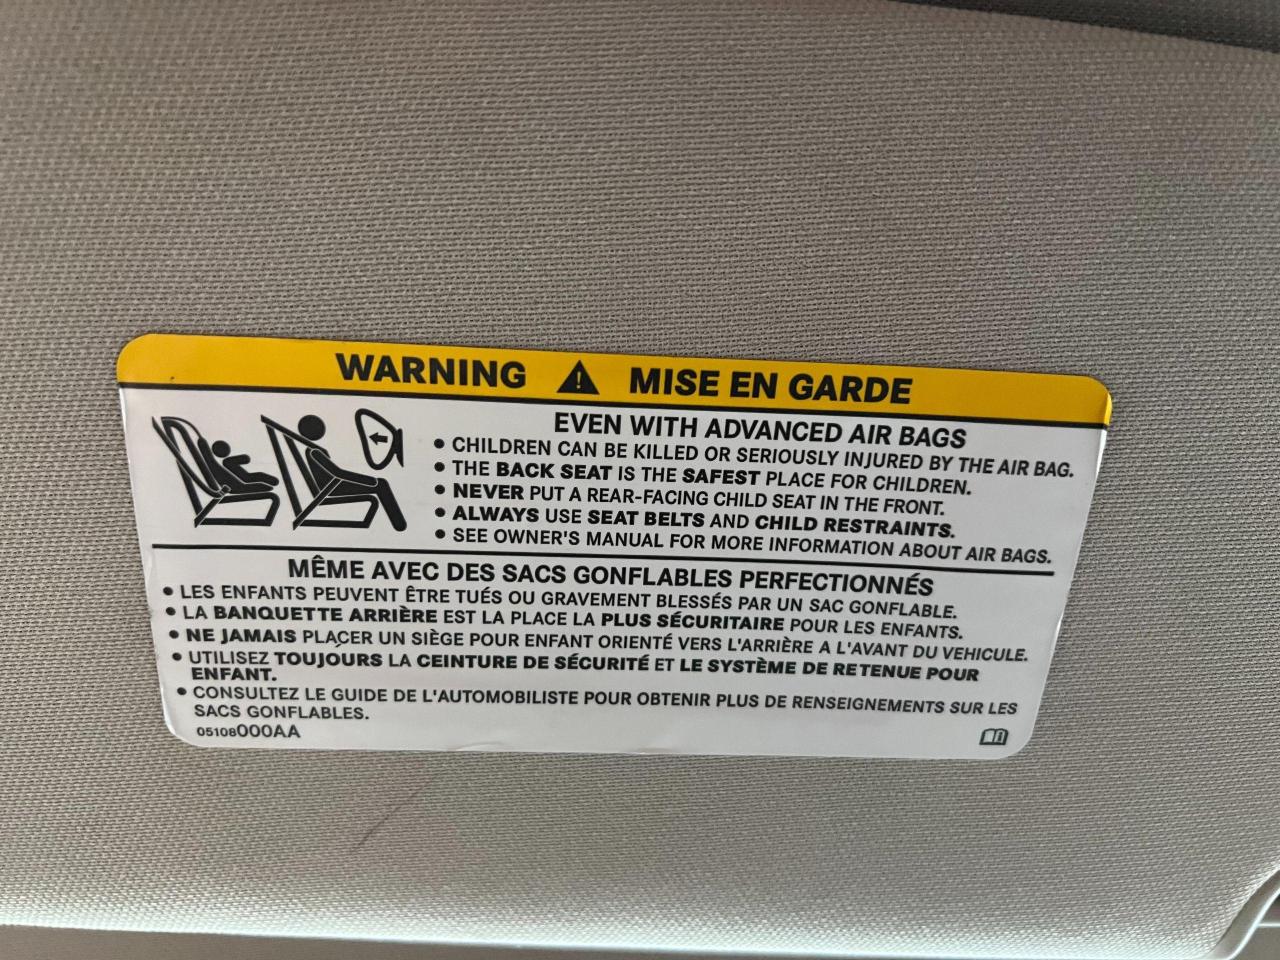 WARNING ⚠ MISE EN GARDE
EVEN WITH ADVANCED AIR BAGS
• CHILDREN CAN BE KILLED OR SERIOUSLY INJURED BY THE AIR BAG.
• THE BACK SEAT IS THE SAFEST PLACE FOR CHILDREN.
• NEVER PUT A REAR-FACING CHILD SEAT IN THE FRONT.
• ALWAYS USE SEAT BELTS AND CHILD RESTRAINTS.
• SEE OWNER'S MANUAL FOR MORE INFORMATION ABOUT AIR BAGS.
MÊME AVEC DES SACS GONFLABLES PERFECTIONNÉS
• LES ENFANTS PEUVENT ÊTRE TUÉS OU GRAVEMENT BLESSÉS PAR UN SAC GONFLABLE.
• LA BANQUETTE ARRIÈRE EST LA PLACE LA PLUS SÉCURITAIRE POUR LES ENFANTS.
• NE JAMAIS PLAÇER UN SIÈGE POUR ENFANT ORIENTÉ VERS L'ARRIÈRE A L'AVANT DU VEHICULE.
• UTILISEZ TOUJOURS LA CEINTURE DE SÉCURITÉ ET LE SYSTÈME DE RETENUE POUR
ENFANT.
• CONSULTEZ LE GUIDE DE L'AUTOMOBILISTE POUR OBTENIR PLUS DE RENSEIGNEMENTS SUR LES
SACS GONFLABLES.
05108000AA